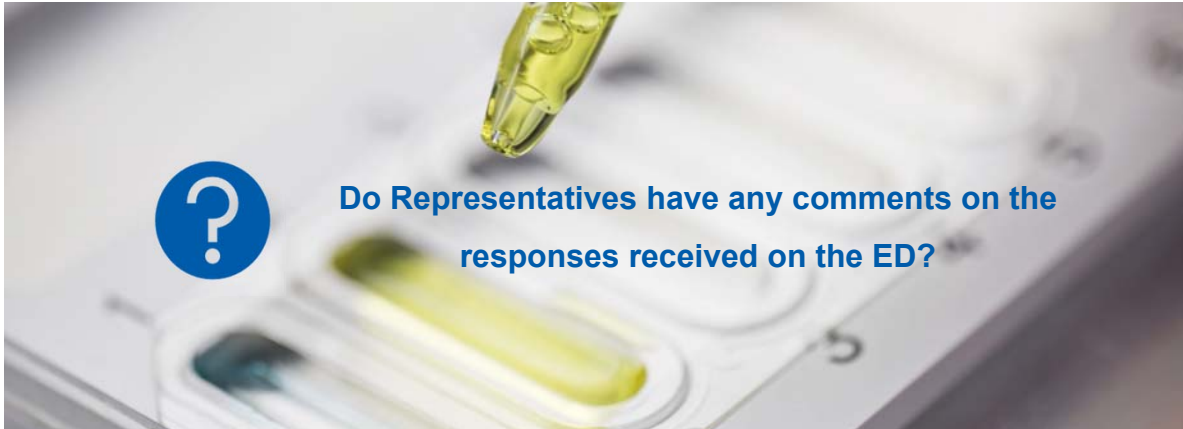 ?
Do Representatives have any comments on the
responses received on the ED?